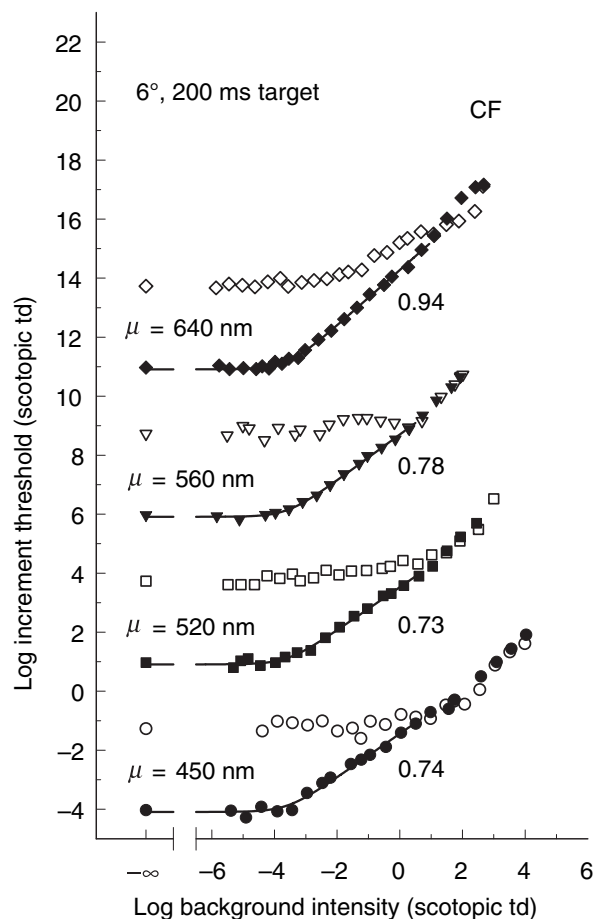 22
20
18
16
14
12
10
8
6
4
2
0
−2
−4
Log increment threshold (scotopic td)
6°, 200 ms target
CF
μ = 640 nm
0.94
μ = 560 nm
0.78
μ = 520 nm
0.73
μ = 450 nm
0.74
−∞ −6 −4 −2 0 2 4 6
Log background intensity (scotopic td)